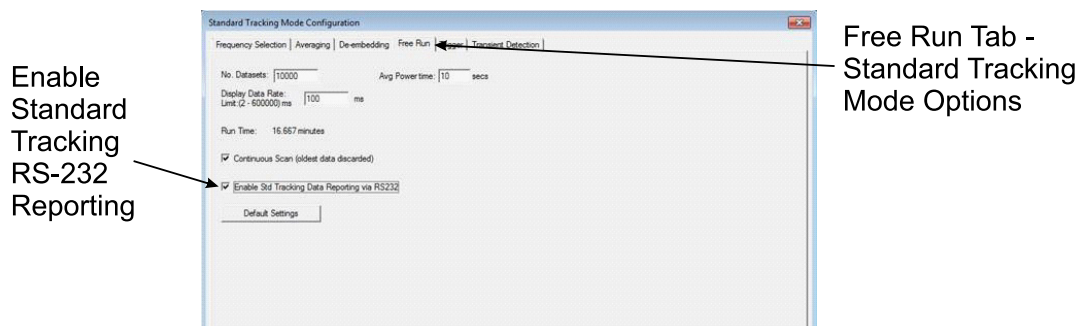 Standard Tracking Mode Configuration
Frequency Selection Averaging De-embedding Free Run Transient Detection
No. Datasets: 10000 Avg Power time: 10 secs
Display Data Rate: 100 ms
Limit:(2 - 600000) ms
Run Time: 16.667 minutes
Continuous Scan (oldest data discarded)
Enable Std Tracking Data Reporting via RS232
Default Settings
Enable
Standard
Tracking
RS-232
Reporting
Free Run Tab -
Standard Tracking
Mode Options